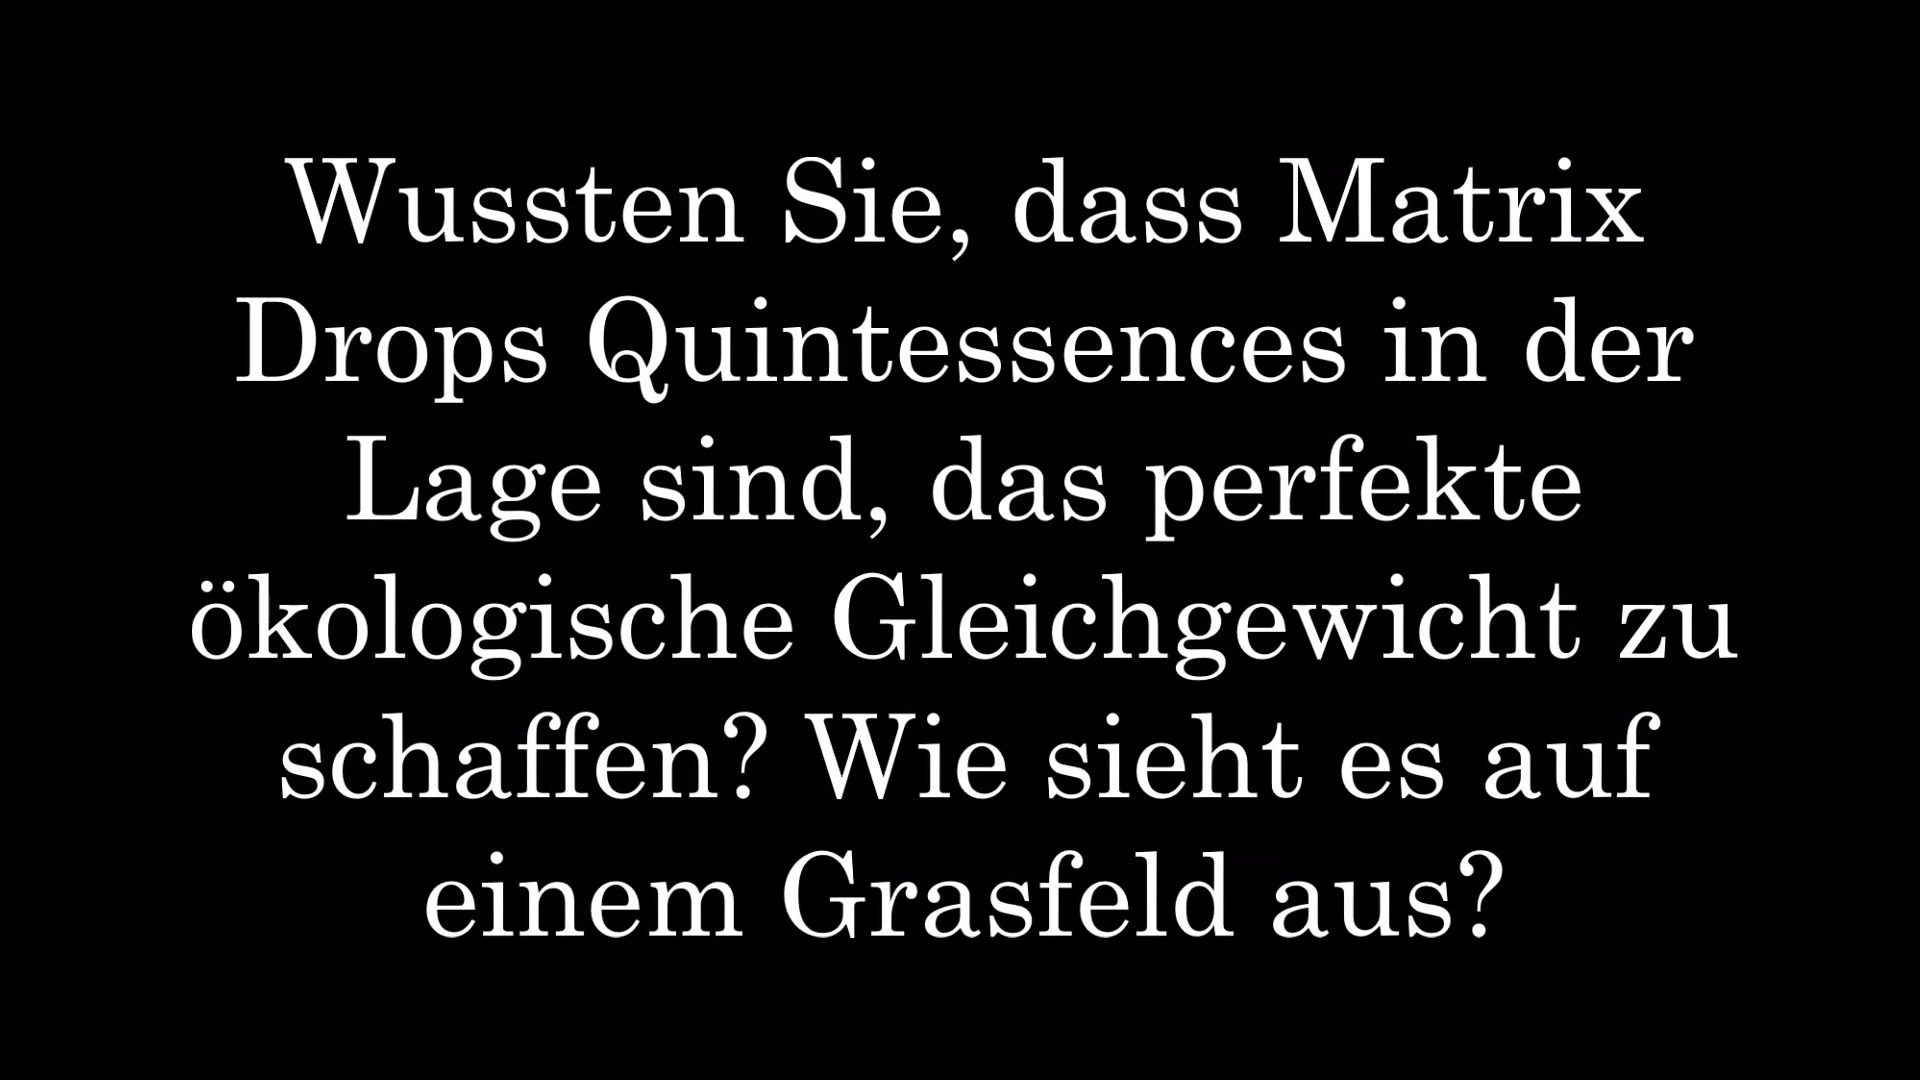 Wussten Sie, dass Matrix
Drops Quintessences in der
Lage sind, das perfekte
ökologische Gleichgewicht zu
schaffen? Wie sieht es auf
einem Grasfeld aus?